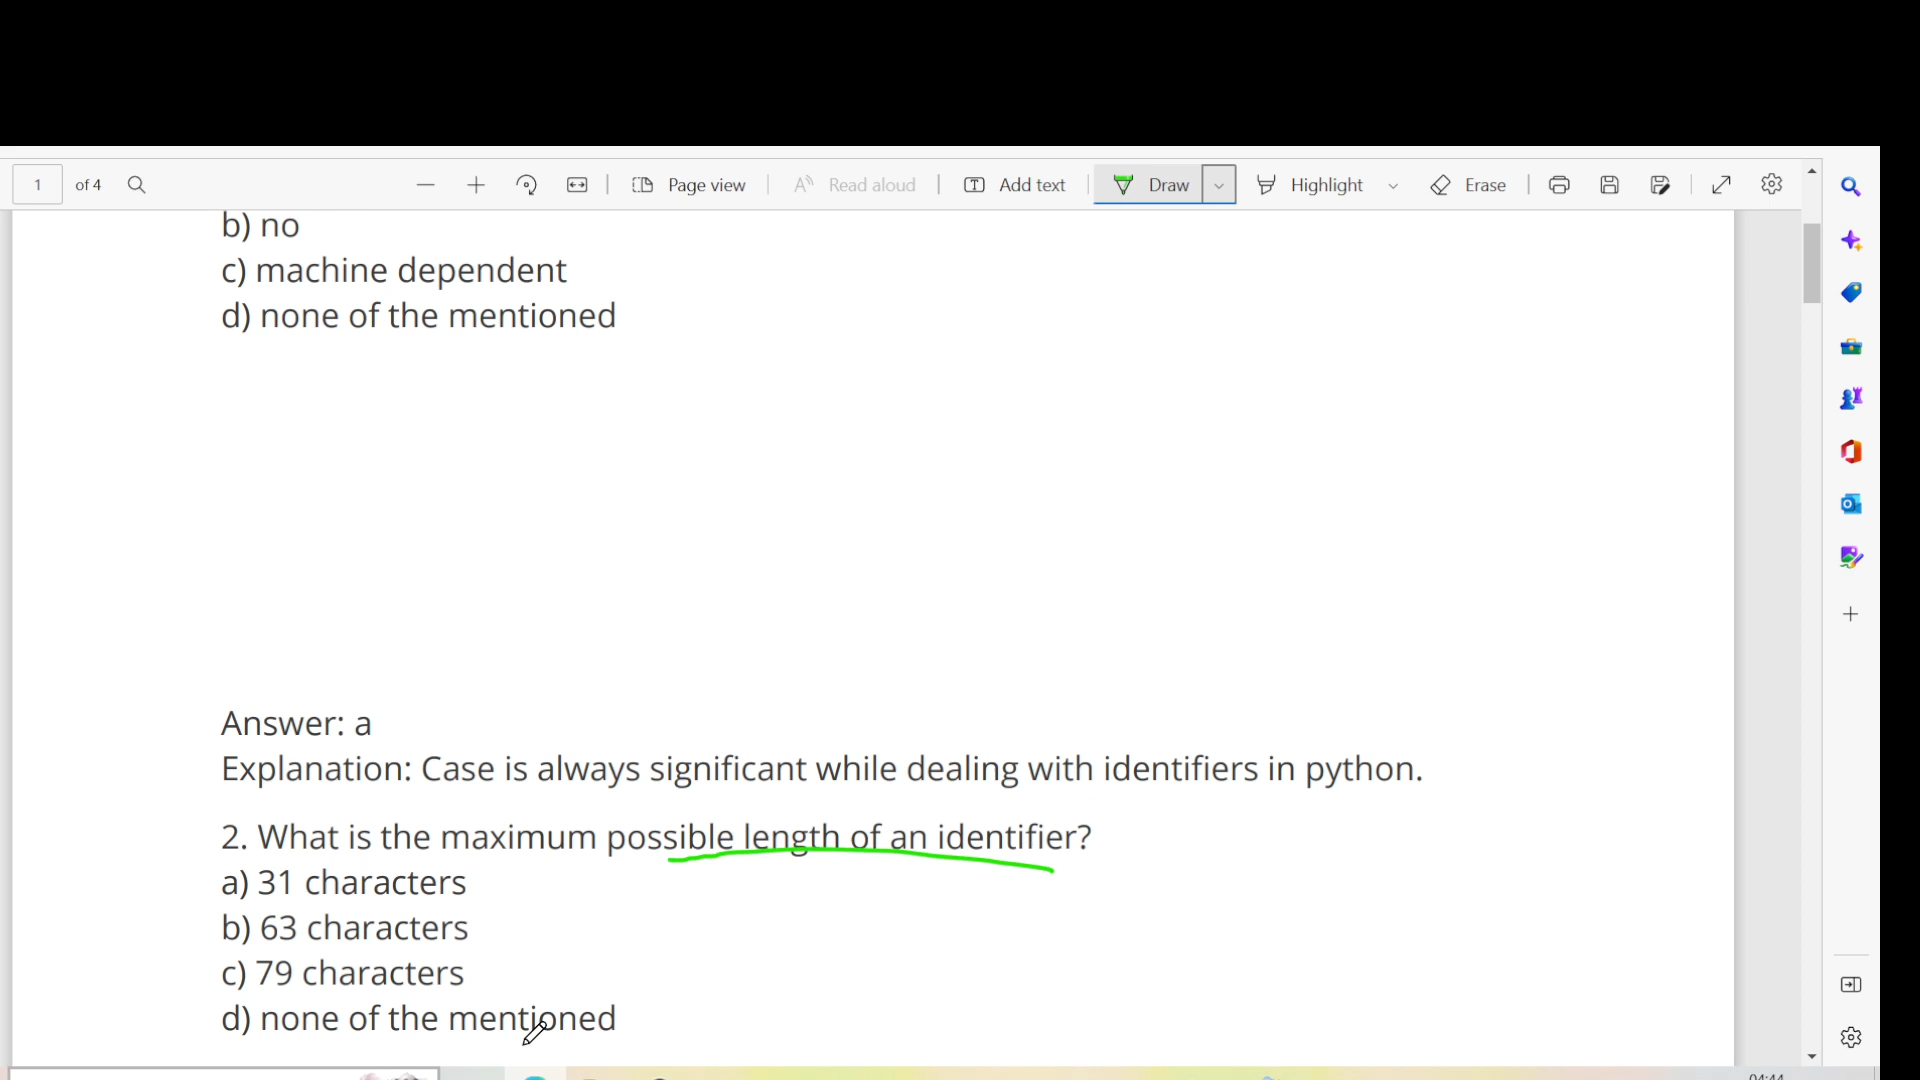 1 of 4 Page view Read aloud Add text Draw Highlight Erase
b) no
c) machine dependent
d) none of the mentioned
Answer: a
Explanation: Case is always significant while dealing with identifiers in python.
2. What is the maximum possible length of an identifier?
a) 31 characters
b) 63 characters
c) 79 characters
d) none of the mentioned